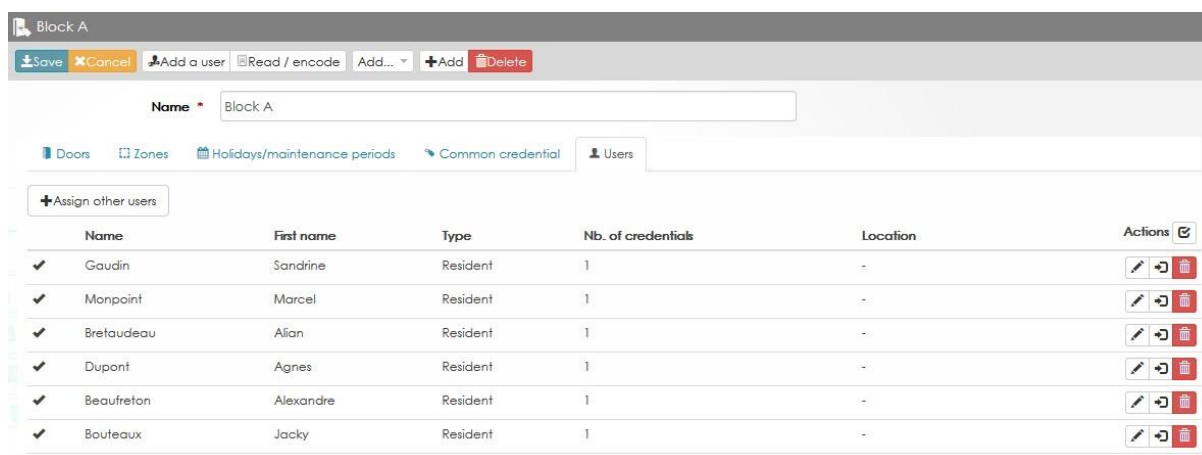 Block A
Save Cancel Add a user Read / encode Add... Add Delete
Name * Block A
Doors Zones Holidays/maintenance periods Common credential Users
Assign other users
Name First name Type Nb. of credentials Location Actions
Gaudin Sandrine Resident 1 -
Monpoint Marcel Resident 1 -
Bretaudeau Alian Resident 1 -
Dupont Agnes Resident 1 -
Beaufreton Alexandre Resident 1 -
Bouteaux Jacky Resident 1 -